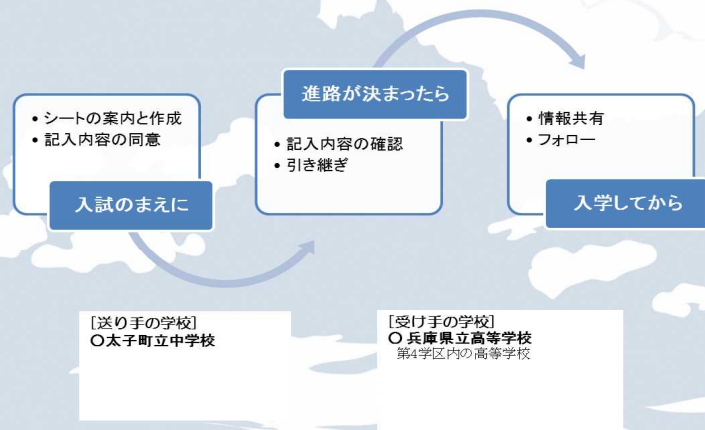 ・シートの案内と作成
・記入内容の同意
入試のまえに
進路が決まったら
・記入内容の確認
・引き継ぎ
・情報共有
・フォロー
入学してから
[送り手の学校]
○太子町立中学校
[受け手の学校]
○兵庫県立高等学校
第4学区内の高等学校